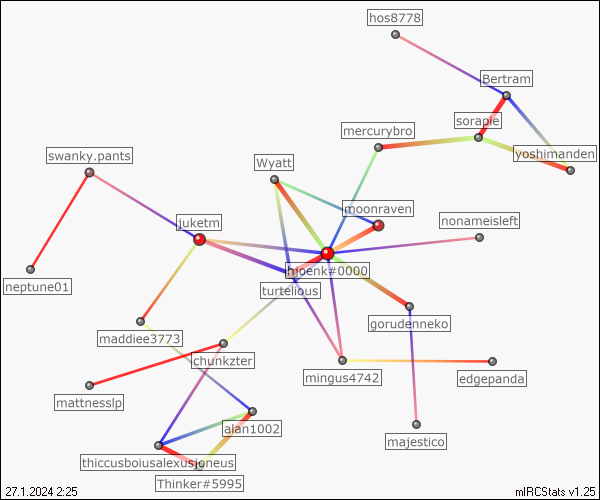 hos8778
Bertram
sorapie
mercurybro
yoshimanden
swanky.pants
Wyatt
moonraven
juketm
nonameisleft
hjoenk#0000
neptune01
turtelious
gorudenneko
maddiee3773
chunkzter
mingus4742
edgepanda
mattnesslp
alan1002
majestico
thiccusboiusalexusjoneus
Thinker#5995
27.1.2024 2:25
mIRCStats v1.25